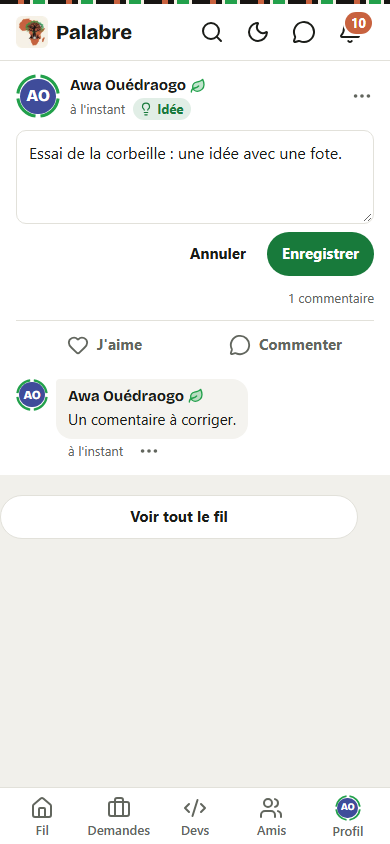 Palabre
10
AO
Awa Ouédraogo
à l'instant
Idée
Essai de la corbeille : une idée avec une fote.
Annuler
Enregistrer
1 commentaire
J'aime
Commenter
AO
Awa Ouédraogo
Un comentaire à corriger.
à l'instant
Voir tout le fil
AO
Fil
Demandes
Devs
Amis
Profil